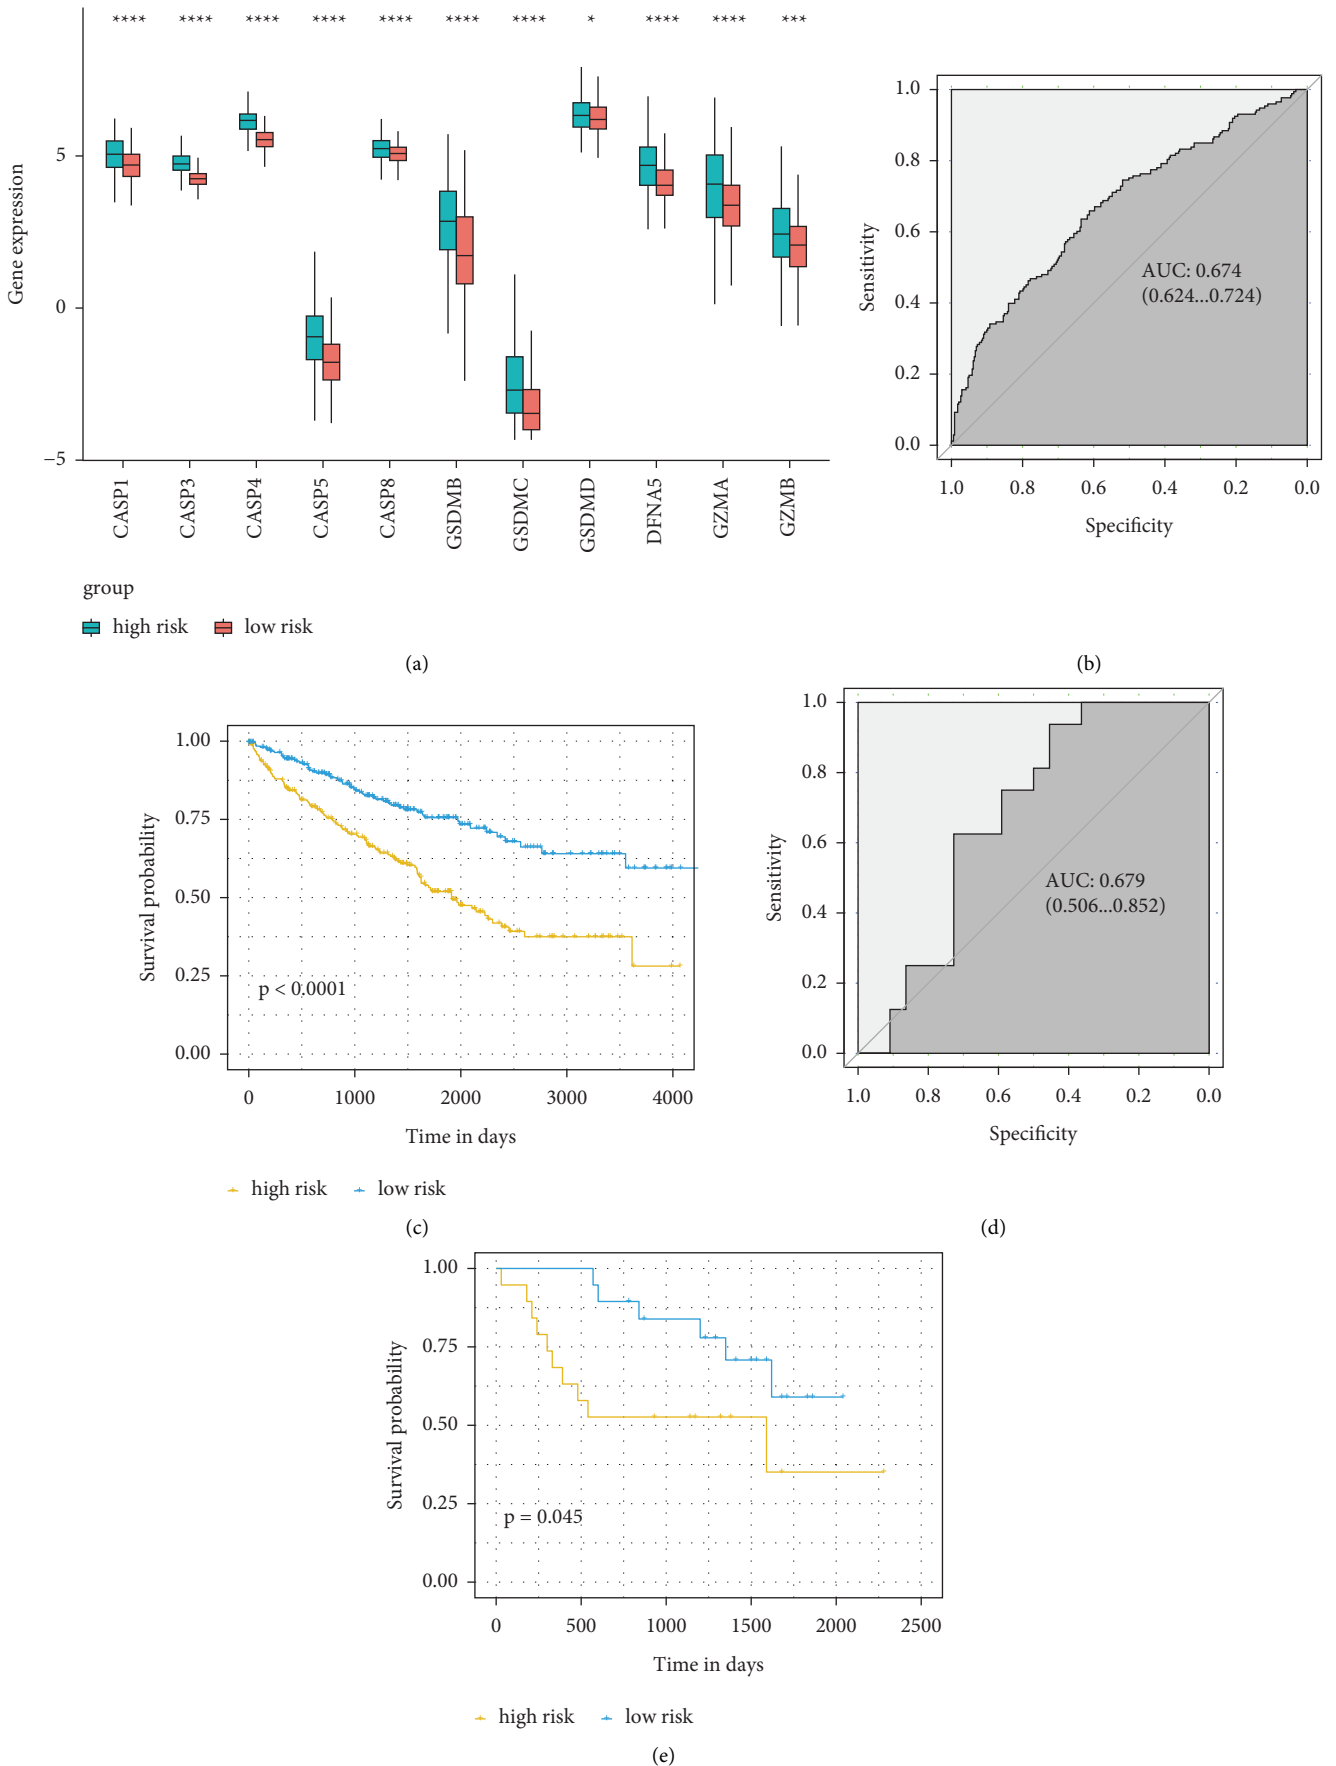 **** **** **** **** **** **** **** * **** **** ***
Gene expression
5
0
−5
CASP1 CASP3 CASP4 CASP5 CASP8 GSDMB GSDMC GSDMD DFNA5 GZMA GZMB
group
high risk low risk
(a)
Sensitivity
1.0
0.8
0.6
0.4
0.2
0.0
AUC: 0.674
(0.624...0.724)
1.0 0.8 0.6 0.4 0.2 0.0
Specificity
(b)
Survival probability
1.00
0.75
0.50
0.25
0.00
p < 0.0001
0 1000 2000 3000 4000
Time in days
high risk low risk
(c)
Sensitivity
1.0
0.8
0.6
0.4
0.2
0.0
AUC: 0.679
(0.506...0.852)
1.0 0.8 0.6 0.4 0.2 0.0
Specificity
(d)
Survival probability
1.00
0.75
0.50
0.25
0.00
p = 0.045
0 500 1000 1500 2000 2500
Time in days
high risk low risk
(e)